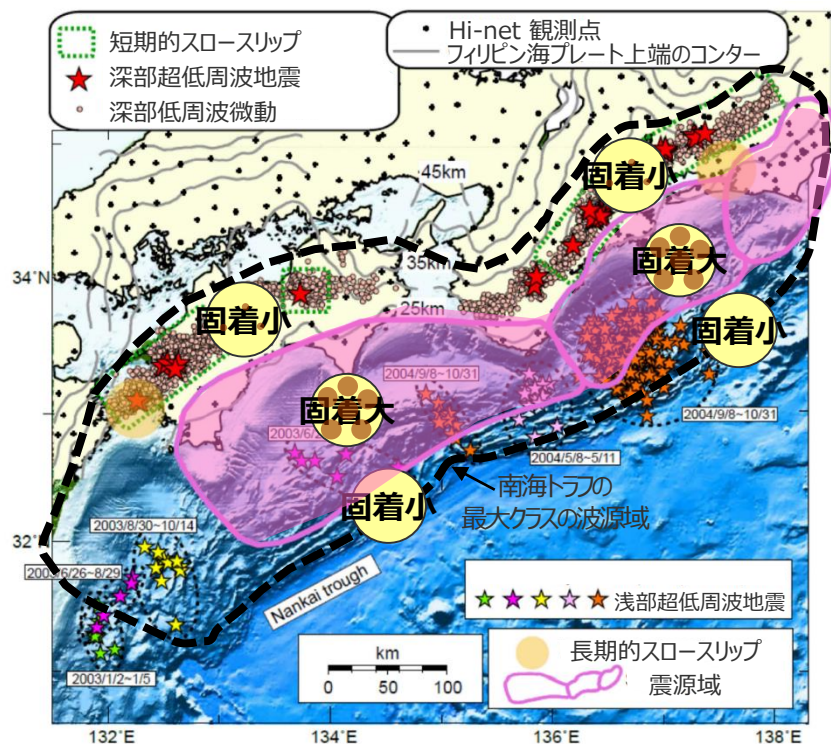 短期的スロースリップ
深部超低周波地震
深部低周波微動
Hi-net 観測点
フィリピン海プレート上端のコンター
45km
固着小
34°N
35km
固着大
25km
固着小
固着小
2004/9/8~10/31
固着大
2004/9/8~10/31
2003/6/2
2004/5/8~5/11
固着小
南海トラフの
最大クラスの波源域
2003/8/30~10/14
32°N
6/26~8/29
Nankai trough
浅部超低周波地震
km
0 50 100
長期的スロースリップ
震源域
2003/1/2~1/5
132°E
134°E
136°E
138°E